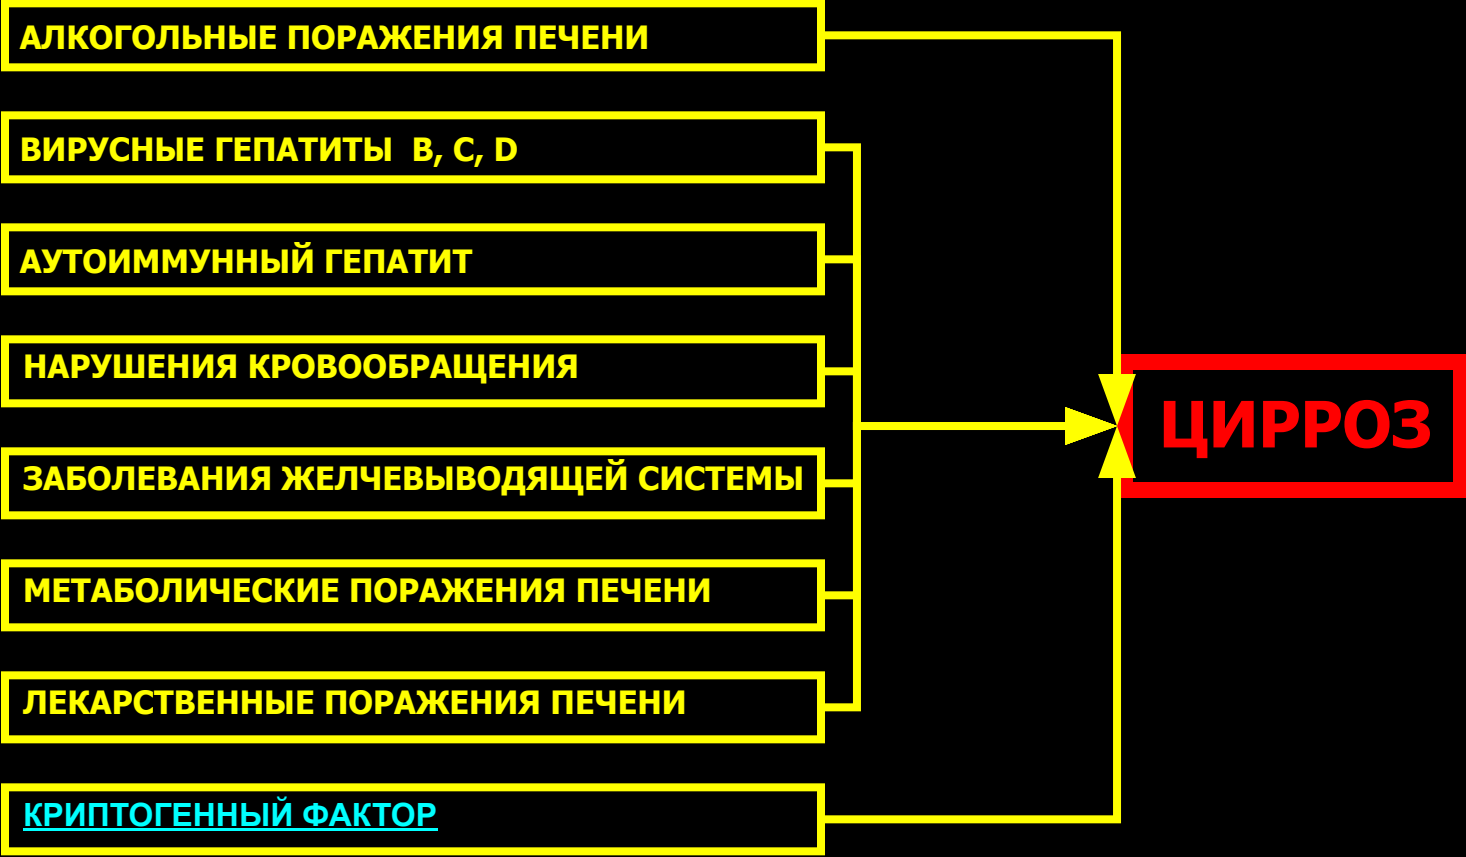 АЛКОГОЛЬНЫЕ ПОРАЖЕНИЯ ПЕЧЕНИ
ВИРУСНЫЕ ГЕПАТИТЫ  B, C, D
АУТОИММУННЫЙ ГЕПАТИТ
НАРУШЕНИЯ КРОВООБРАЩЕНИЯ
ЗАБОЛЕВАНИЯ ЖЕЛЧЕВЫВОДЯЩЕЙ СИСТЕМЫ
МЕТАБОЛИЧЕСКИЕ ПОРАЖЕНИЯ ПЕЧЕНИ
ЛЕКАРСТВЕННЫЕ ПОРАЖЕНИЯ ПЕЧЕНИ
КРИПТОГЕННЫЙ ФАКТОР
ЦИРРОЗ